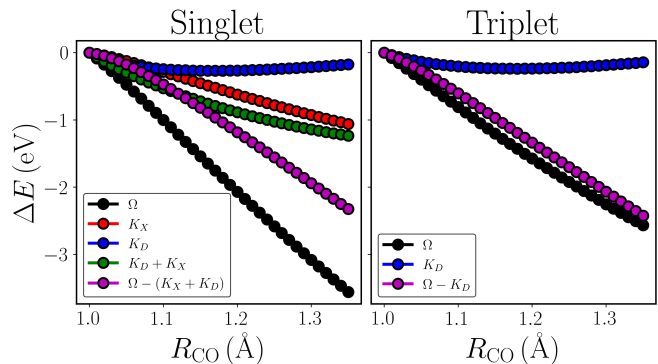 Singlet
Triplet
ΔE (eV)
0
−1
−2
−3
Ω
K_X
K_D
K_D + K_X
Ω − (K_X + K_D)
Ω
K_D
Ω − K_D
1.0 1.1 1.2 1.3
1.0 1.1 1.2 1.3
R_CO (Å)
R_CO (Å)